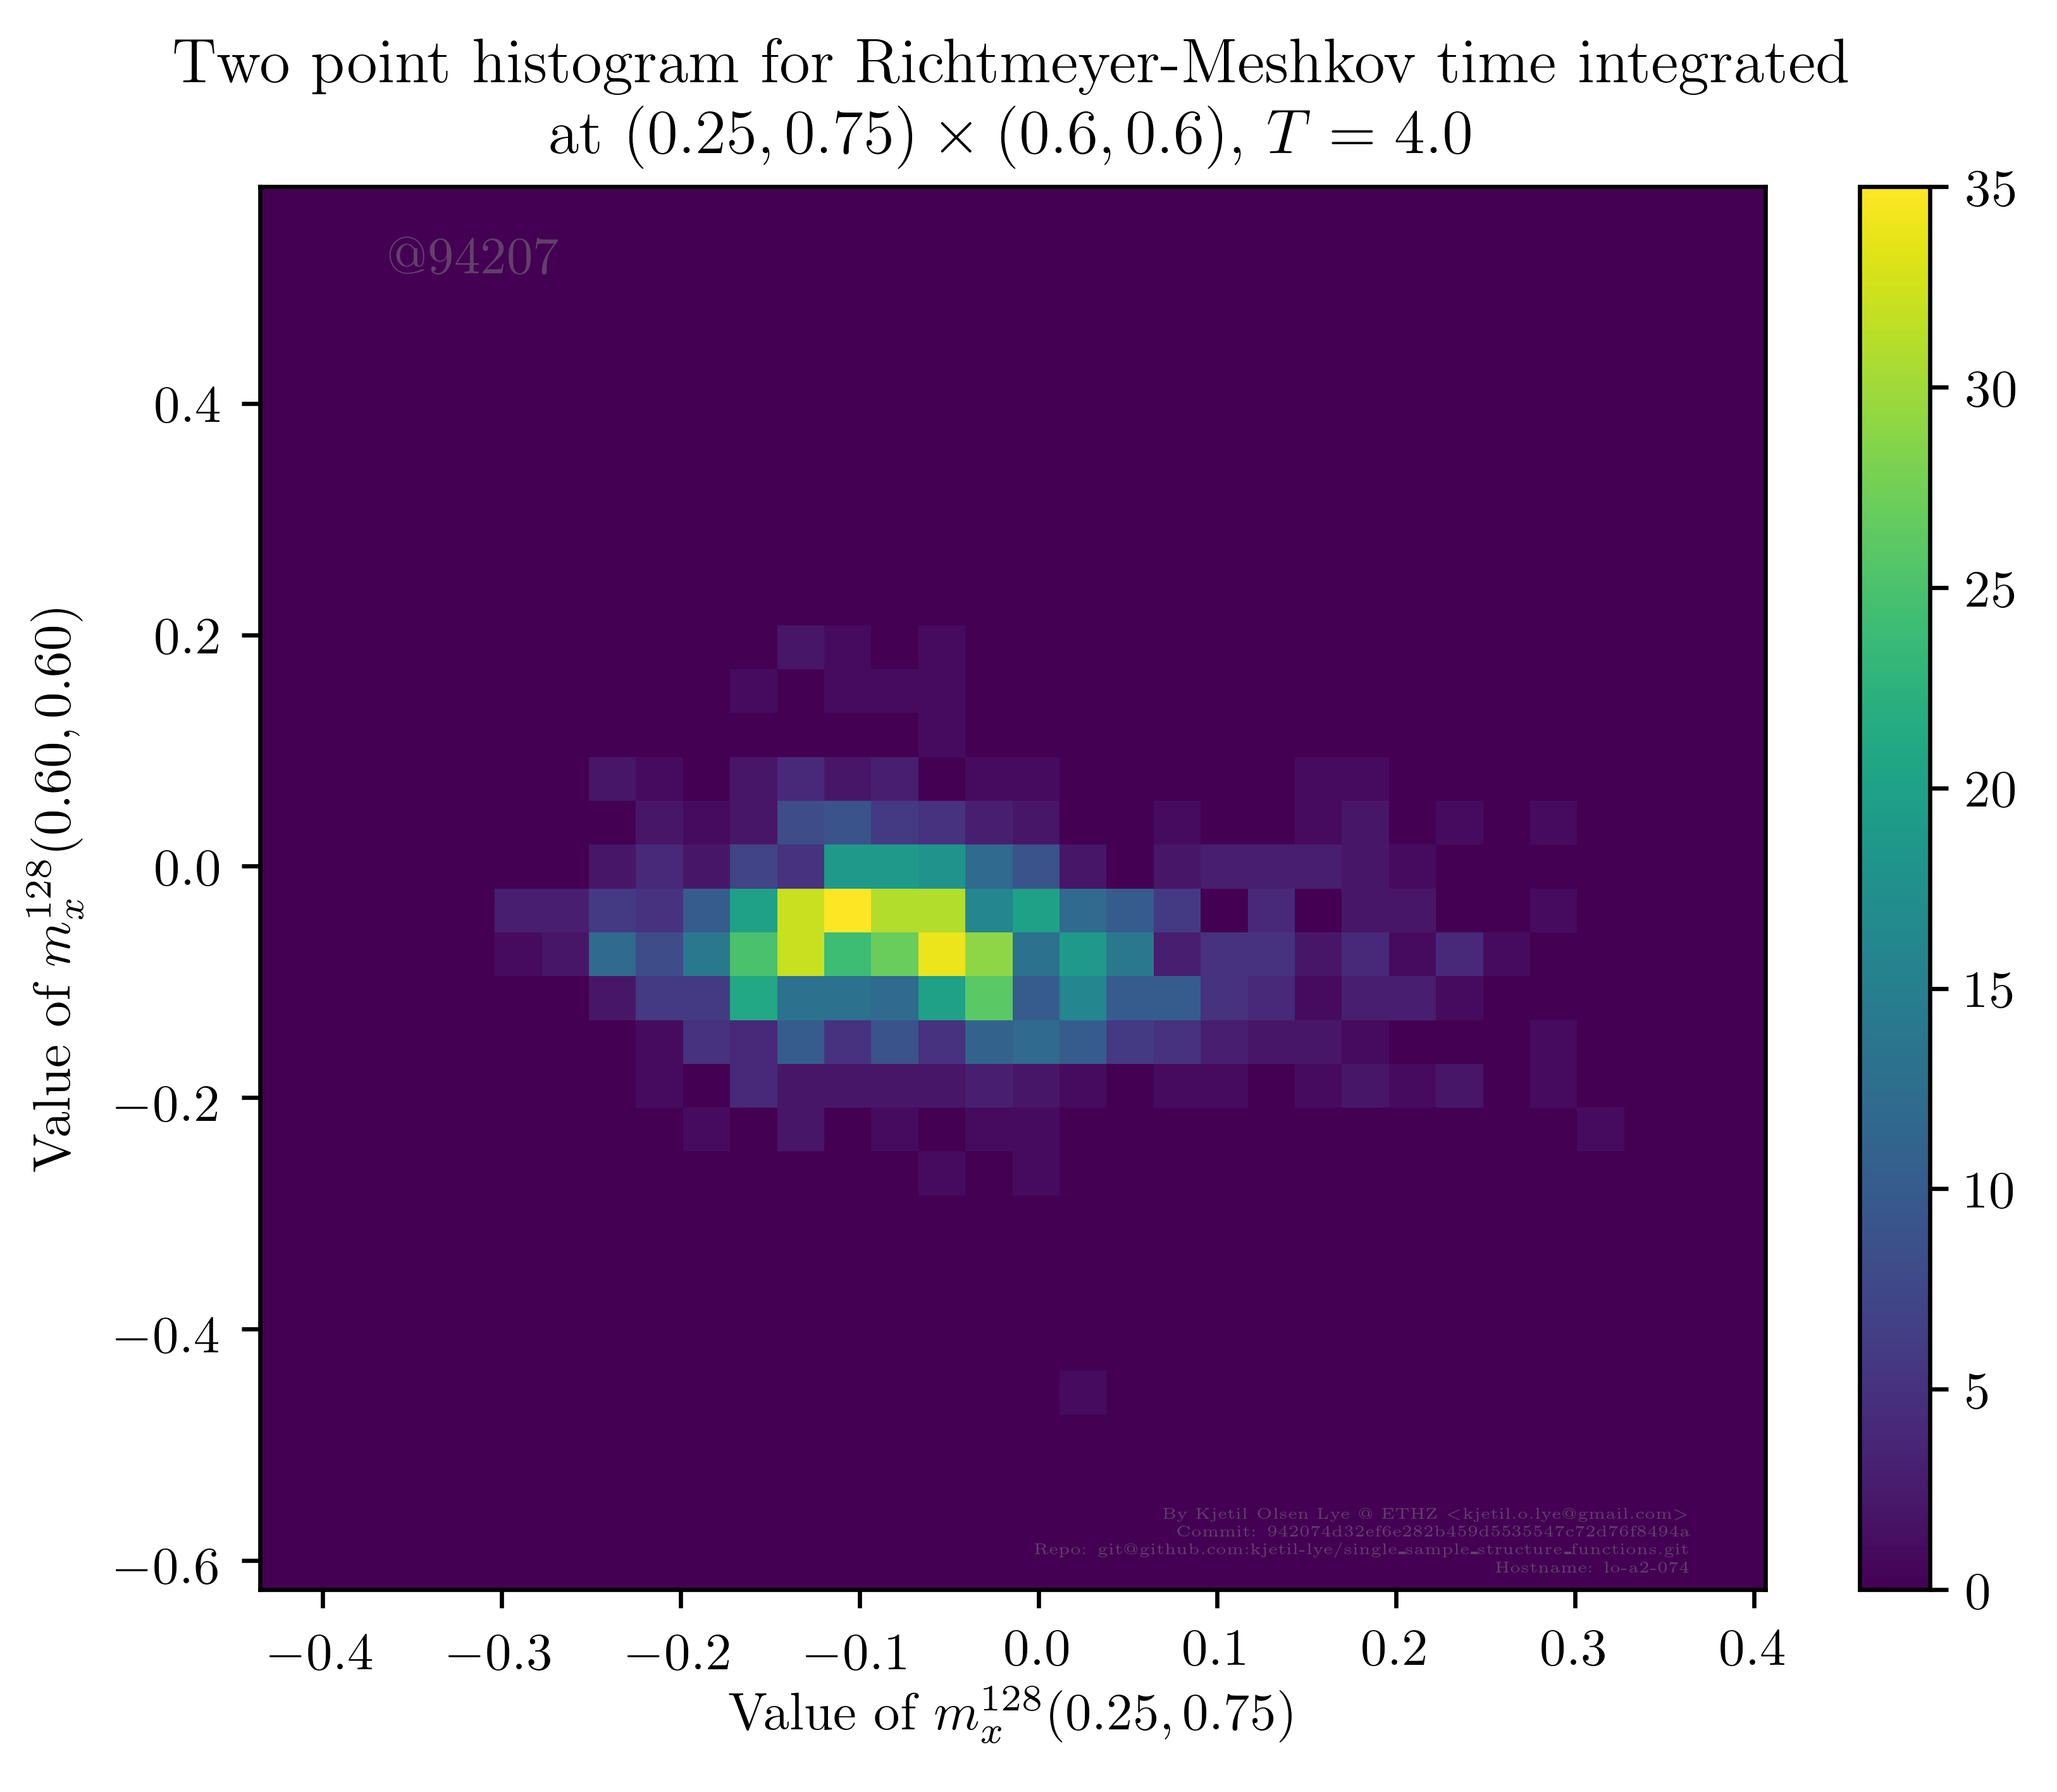 Two point histogram for Richtmeyer-Meshkov time integrated
at (0.25, 0.75) × (0.6, 0.6), T = 4.0
@94207
35
30
25
20
15
10
5
0
0.4
0.2
0.0
−0.2
−0.4
−0.6
Value of m_x^{128}(0.60, 0.60)
By Kjetil Olsen Lye @ ETHZ <kjetil.o.lye@gmail.com>
Commit: 942074d32ef6e282b459d5535547c72d76f8494a
Repo: git@github.com:kjetil-lye/single_sample_structure_functions.git
Hostname: lo-a2-074
−0.4 −0.3 −0.2 −0.1 0.0 0.1 0.2 0.3 0.4
Value of m_x^{128}(0.25, 0.75)